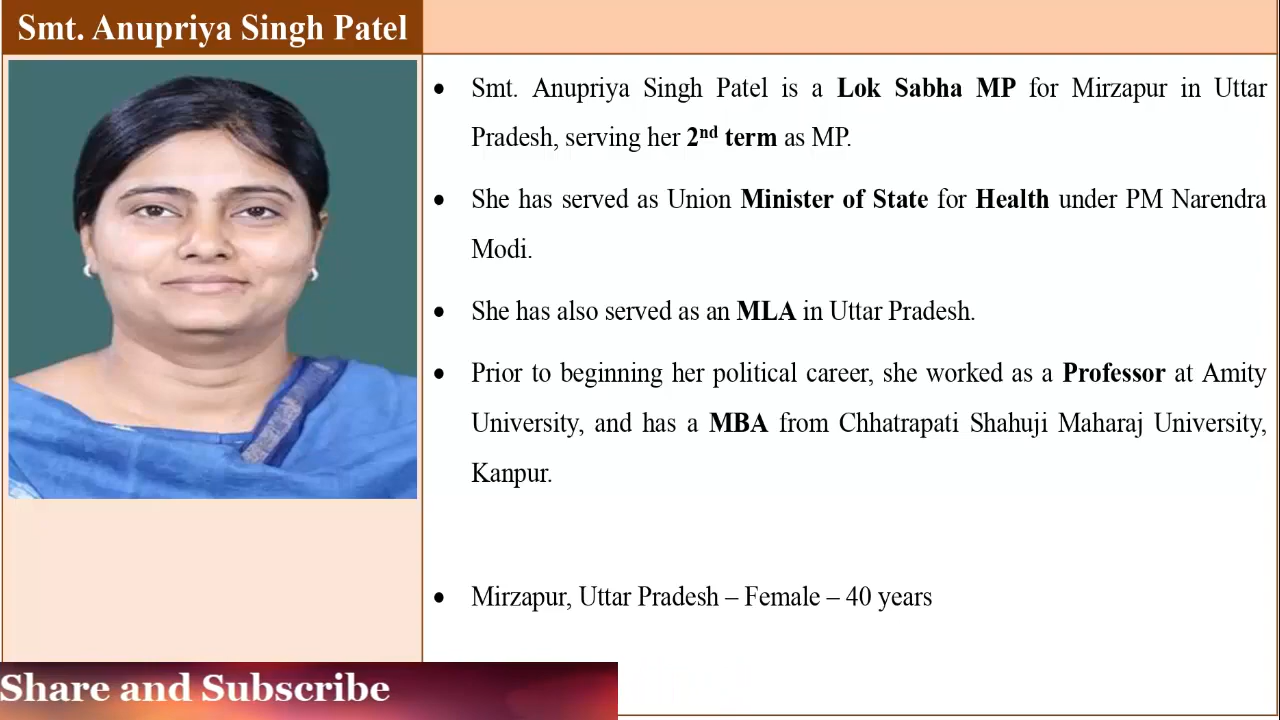 Smt. Anupriya Singh Patel
• Smt. Anupriya Singh Patel is a Lok Sabha MP for Mirzapur in Uttar
Pradesh, serving her 2nd term as MP.
• She has served as Union Minister of State for Health under PM Narendra
Modi.
• She has also served as an MLA in Uttar Pradesh.
• Prior to beginning her political career, she worked as a Professor at Amity
University, and has a MBA from Chhatrapati Shahuji Maharaj University,
Kanpur.
• Mirzapur, Uttar Pradesh – Female – 40 years
Share and Subscribe